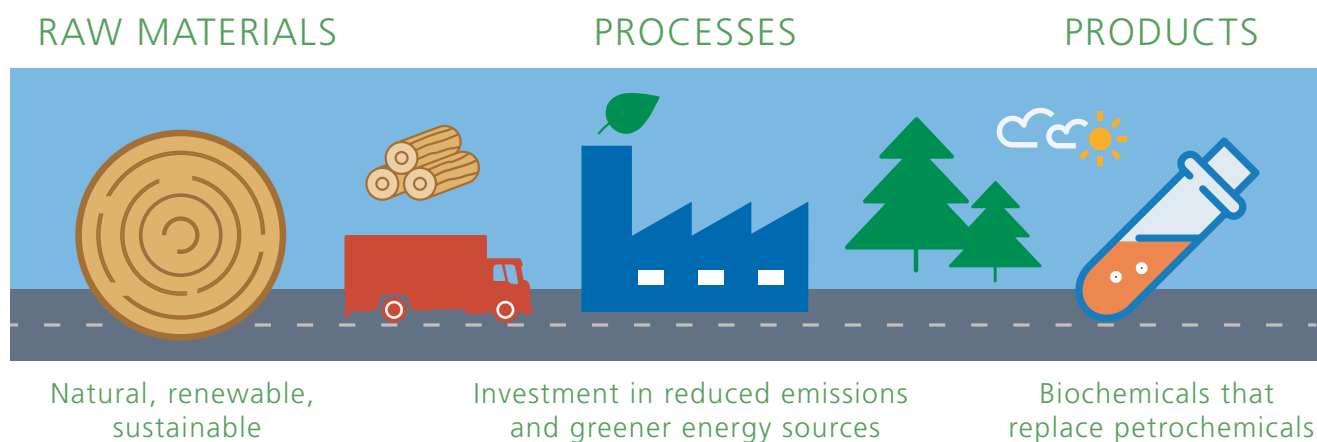 RAW MATERIALS
PROCESSES
PRODUCTS
Natural, renewable,
sustainable
Investment in reduced emissions
and greener energy sources
Biochemicals that
replace petrochemicals